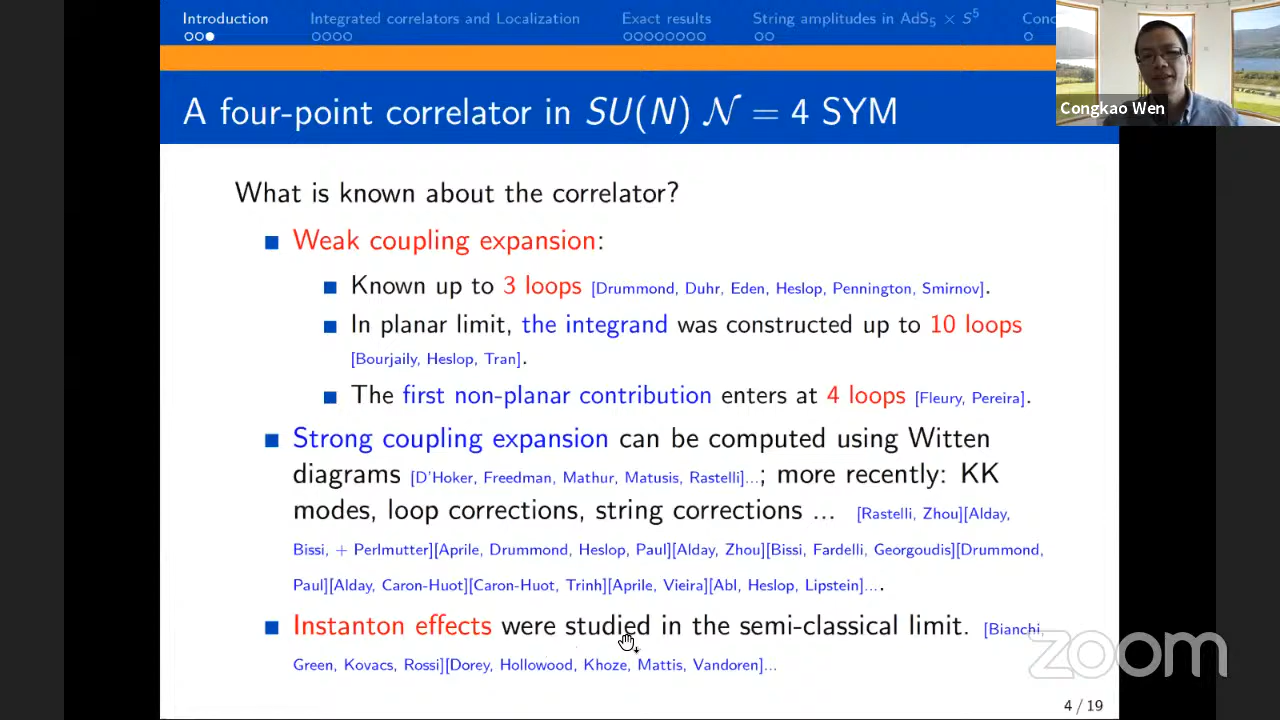 Introduction
Integrated correlators and Localization
Exact results
String amplitudes in AdS₅ × S⁵
Conc
Congkao Wen
A four-point correlator in SU(N) 𝒩 = 4 SYM
What is known about the correlator?
Weak coupling expansion:
Known up to 3 loops [Drummond, Duhr, Eden, Heslop, Pennington, Smirnov].
In planar limit, the integrand was constructed up to 10 loops
[Bourjaily, Heslop, Tran].
The first non-planar contribution enters at 4 loops [Fleury, Pereira].
Strong coupling expansion can be computed using Witten
diagrams [D'Hoker, Freedman, Mathur, Matusis, Rastelli]...; more recently: KK
modes, loop corrections, string corrections ... [Rastelli, Zhou][Alday,
Bissi, + Perlmutter][Aprile, Drummond, Heslop, Paul][Alday, Zhou][Bissi, Fardelli, Georgoudis][Drummond,
Paul][Alday, Caron-Huot][Caron-Huot, Trinh][Aprile, Vieira][Abl, Heslop, Lipstein]....
Instanton effects were studied in the semi-classical limit. [Bianchi,
Green, Kovacs, Rossi][Dorey, Hollowood, Khoze, Mattis, Vandoren]...
zoom
4 / 19